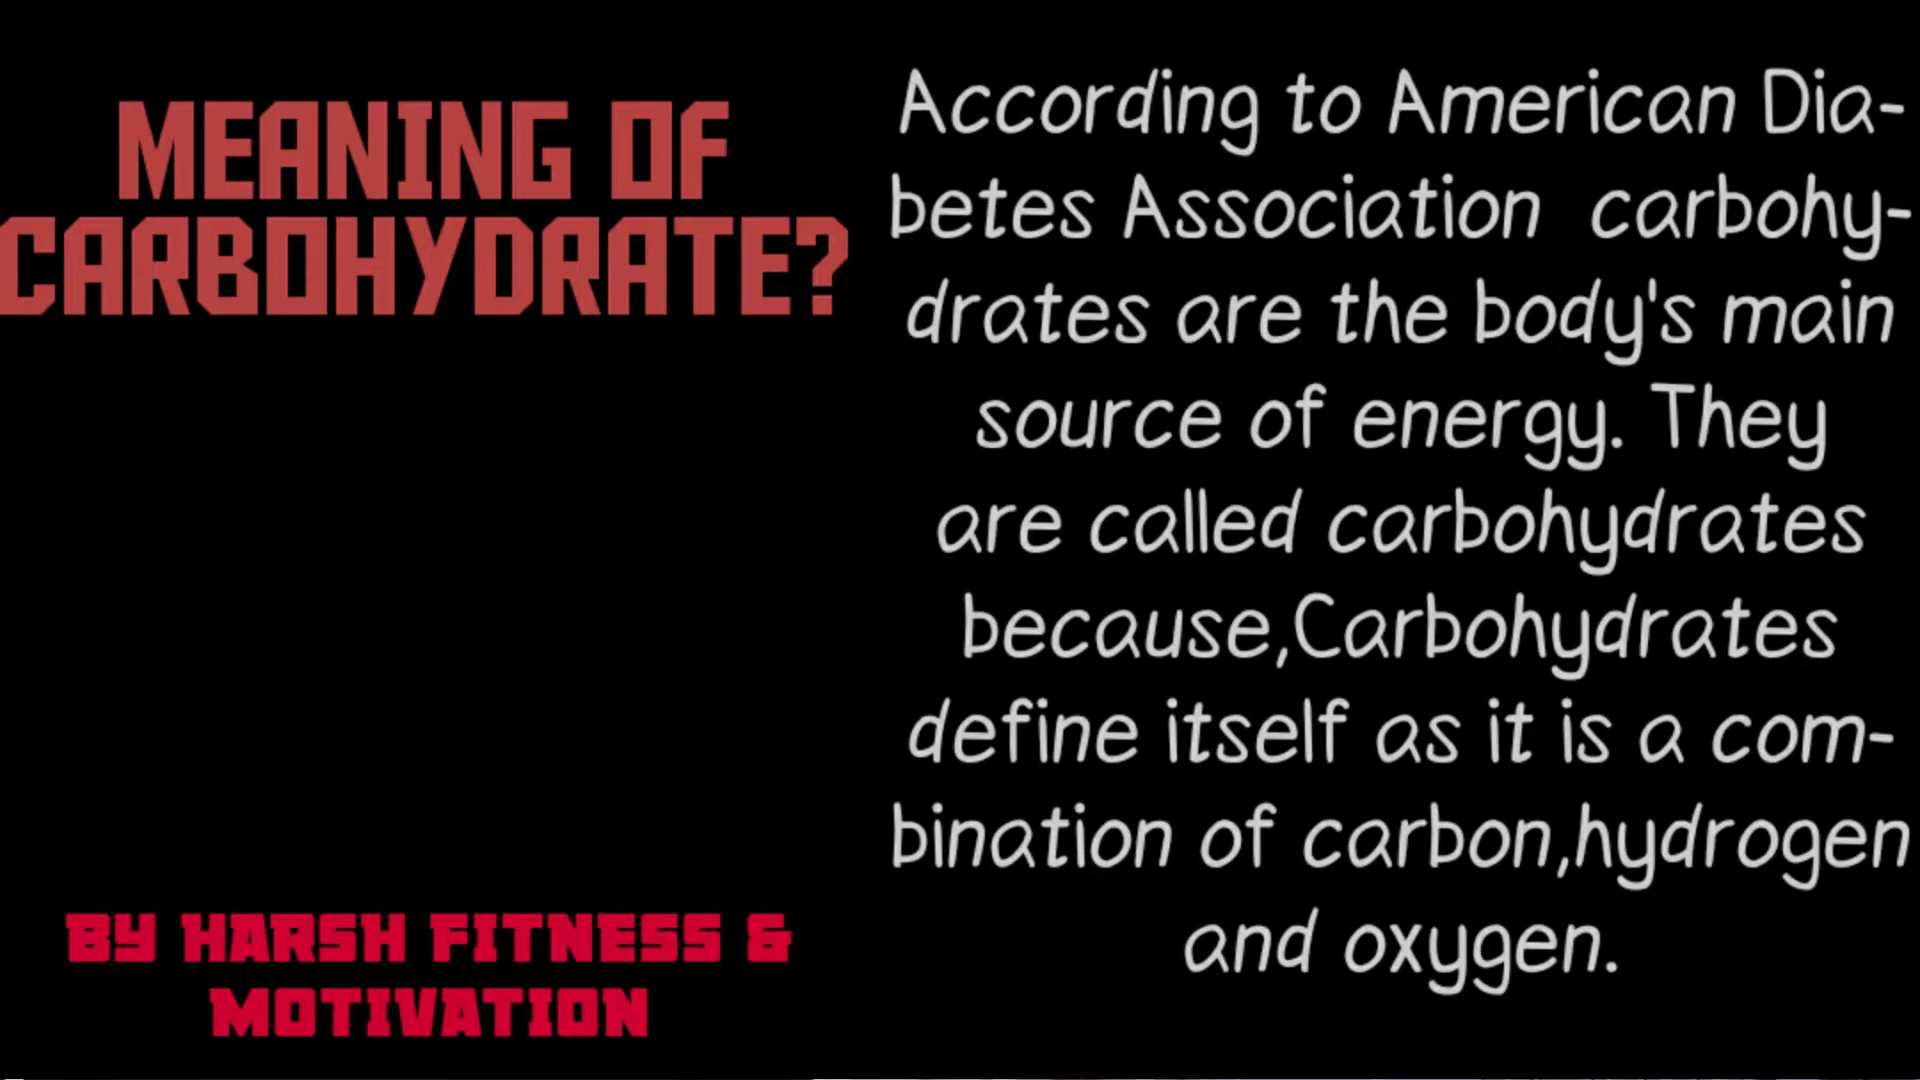 MEANING OF
CARBOHYDRATE?
BY HARSH FITNESS &
MOTIVATION
According to American Dia-
betes Association  carbohy-
drates are the body's main
source of energy. They
are called carbohydrates
because,Carbohydrates
define itself as it is a com-
bination of carbon,hydrogen
and oxygen.